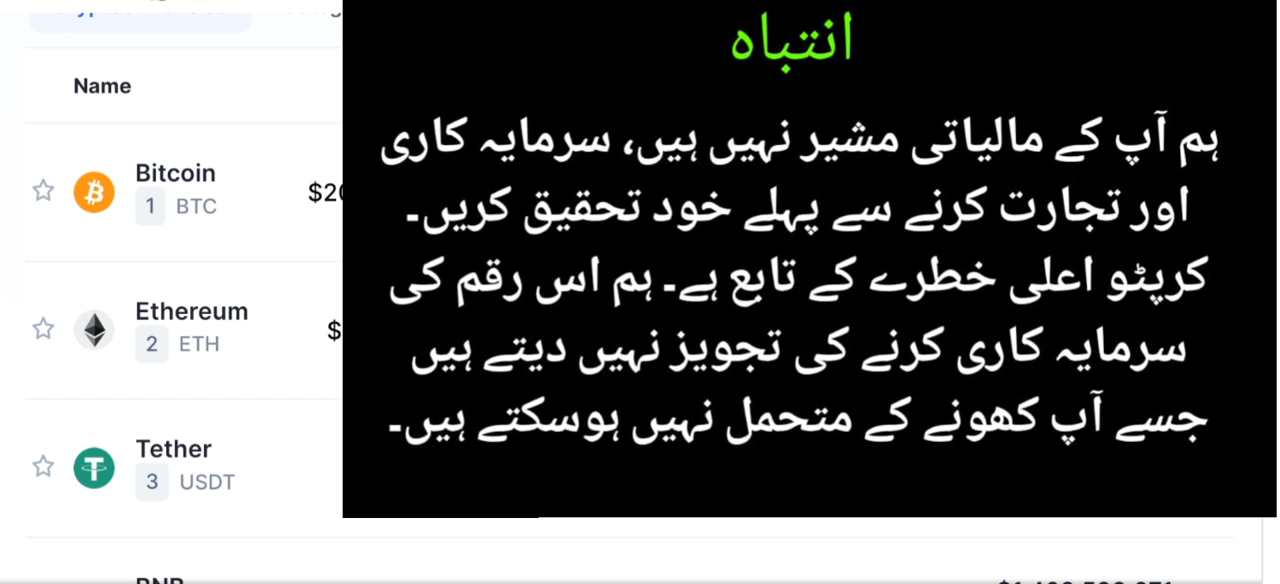 Name
Bitcoin
1 BTC
Ethereum
2 ETH
$
Tether
3 USDT
انتباہ
ہم آپ کے مالیاتی مشیر نہیں ہیں، سرمایہ کاری
اور تجارت کرنے سے پہلے خود تحقیق کریں۔
کرپٹو اعلی خطرے کے تابع ہے۔ ہم اس رقم کی
سرمایہ کاری کرنے کی تجویز نہیں دیتے ہیں
جسے آپ کھونے کے متحمل نہیں ہوسکتے ہیں۔